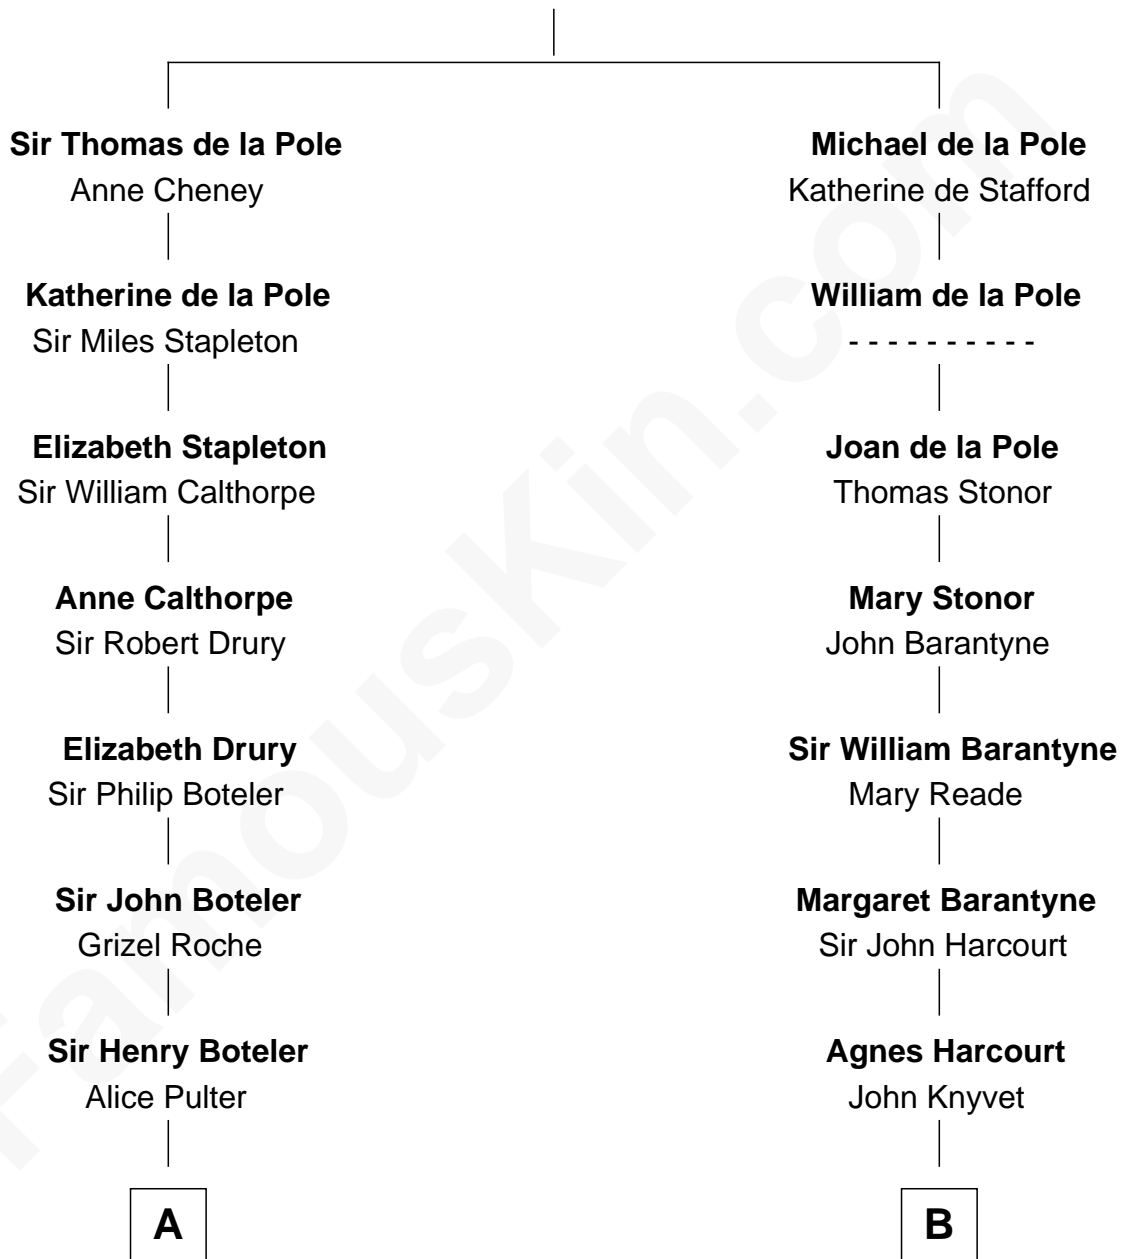 Sir Thomas de la Pole
Anne Cheney
Michael de la Pole
Katherine de Stafford
Katherine de la Pole
Sir Miles Stapleton
William de la Pole
- - - - - - - - - -
Elizabeth Stapleton
Sir William Calthorpe
Joan de la Pole
Thomas Stonor
Anne Calthorpe
Sir Robert Drury
Mary Stonor
John Barantyne
Elizabeth Drury
Sir Philip Boteler
Sir William Barantyne
Mary Reade
Sir John Boteler
Grizel Roche
Margaret Barantyne
Sir John Harcourt
Sir Henry Boteler
Alice Pulter
Agnes Harcourt
John Knyvet
A
B
FamousKin.com